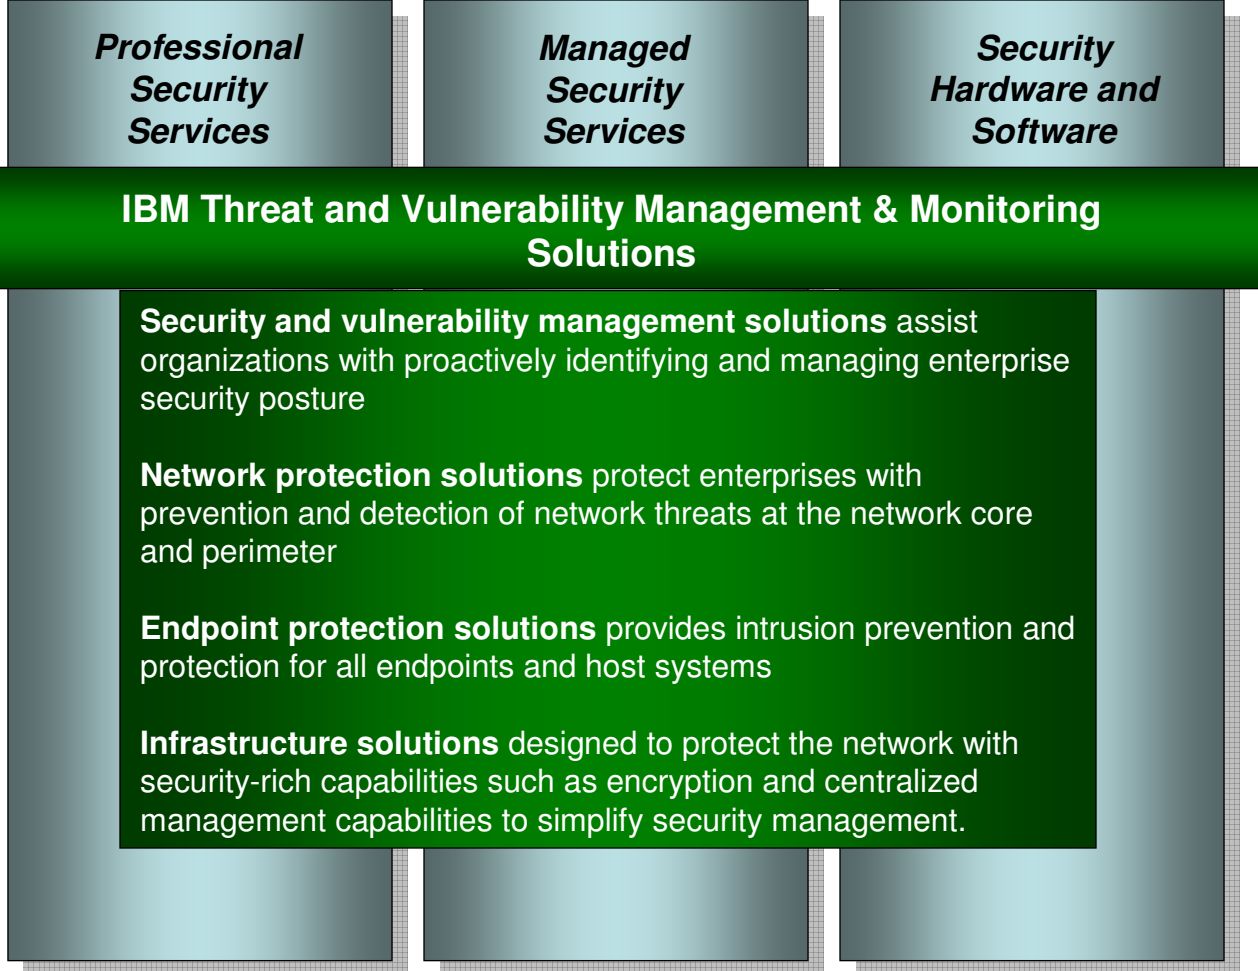 Professional
Security
Services
Managed
Security
Services
Security
Hardware and
Software
IBM Threat and Vulnerability Management & Monitoring
Solutions
Security and vulnerability management solutions assist
organizations with proactively identifying and managing enterprise
security posture
Network protection solutions protect enterprises with
prevention and detection of network threats at the network core
and perimeter
Endpoint protection solutions provides intrusion prevention and
protection for all endpoints and host systems
Infrastructure solutions designed to protect the network with
security-rich capabilities such as encryption and centralized
management capabilities to simplify security management.